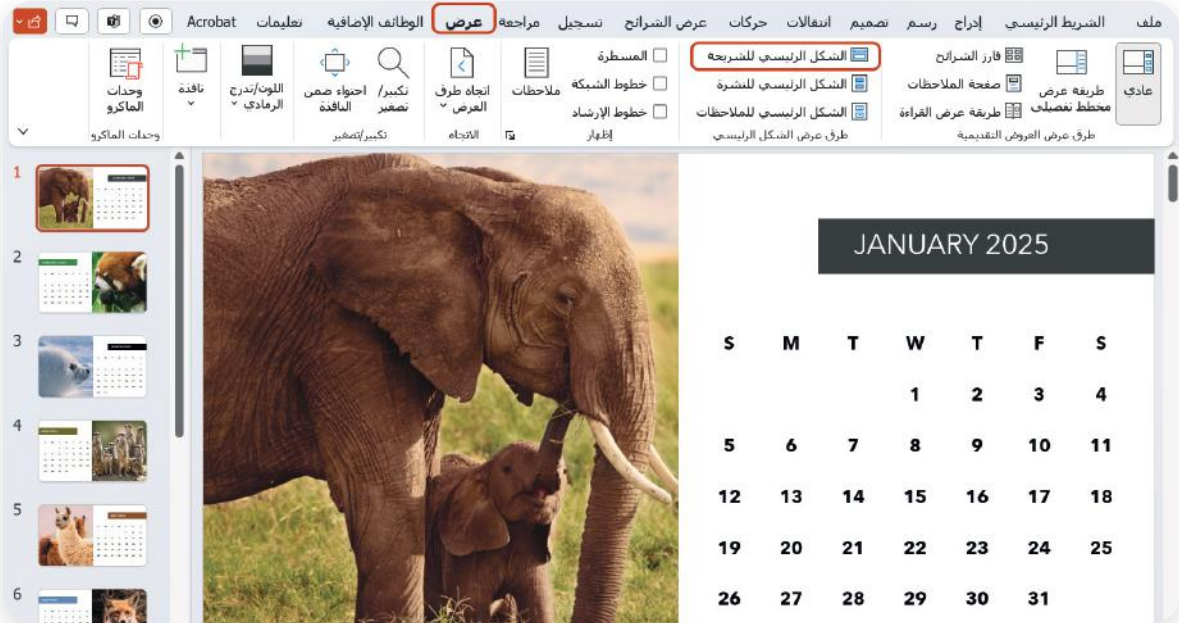 ملف الشريط الرئيسي إدراج رسم تصميم انتقالات حركات عرض الشرائح تسجيل مراجعة عرض الوظائف الإضافية تعليمات Acrobat
عادي
طريقة عرض
مخطط تفصيلي
فارز الشرائح
صفحة الملاحظات
طريقة عرض القراءة
طرق عرض العروض التقديمية
الشكل الرئيسي للشريحة
الشكل الرئيسي للنشرة
الشكل الرئيسي للملاحظات
طرق عرض الشكل الرئيسي
المسطرة
خطوط الشبكة
خطوط الإرشاد
إظهار
ملاحظات
اتجاه طرف
العرض
الاتجاه
تكبير/
تصغير
احتواء ضمن
النافذة
تكبير/تصغير
اللون/تدرج
الرمادي
نافذة
وحدات
الماكرو
وحدات الماكرو
1
2
3
4
5
6
JANUARY 2025
S M T W T F S
1 2 3 4
5 6 7 8 9 10 11
12 13 14 15 16 17 18
19 20 21 22 23 24 25
26 27 28 29 30 31